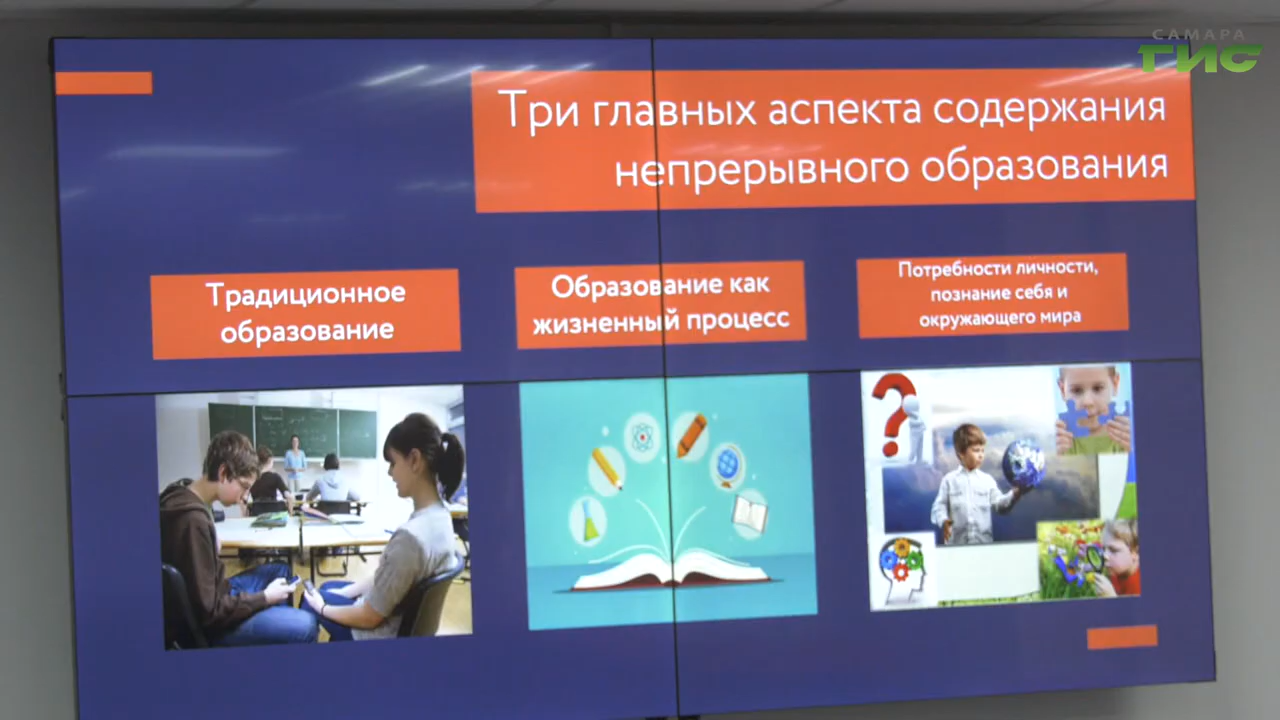 САМАРА
ГИС
Три главных аспекта содержания
непрерывного образования
Традиционное
образование
Образование как
жизненный процесс
Потребности личности,
познание себя и
окружающего мира